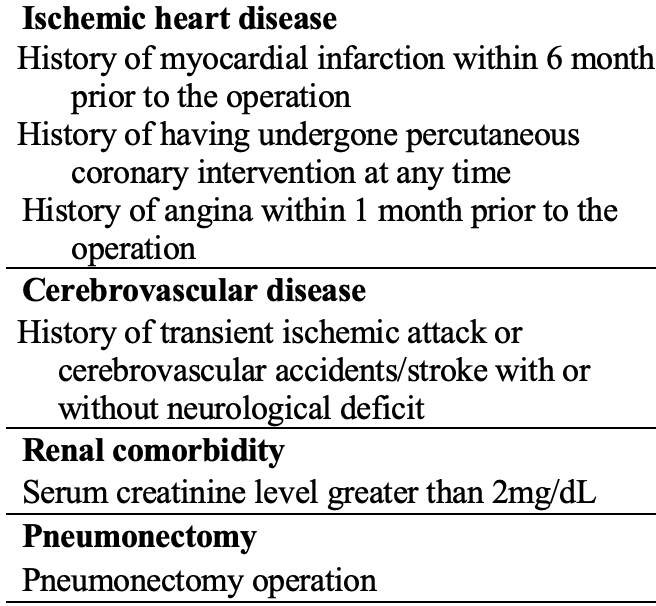 Ischemic heart disease
History of myocardial infarction within 6 month
prior to the operation
History of having undergone percutaneous
coronary intervention at any time
History of angina within 1 month prior to the
operation
Cerebrovascular disease
History of transient ischemic attack or
cerebrovascular accidents/stroke with or
without neurological deficit
Renal comorbidity
Serum creatinine level greater than 2mg/dL
Pneumonectomy
Pneumonectomy operation